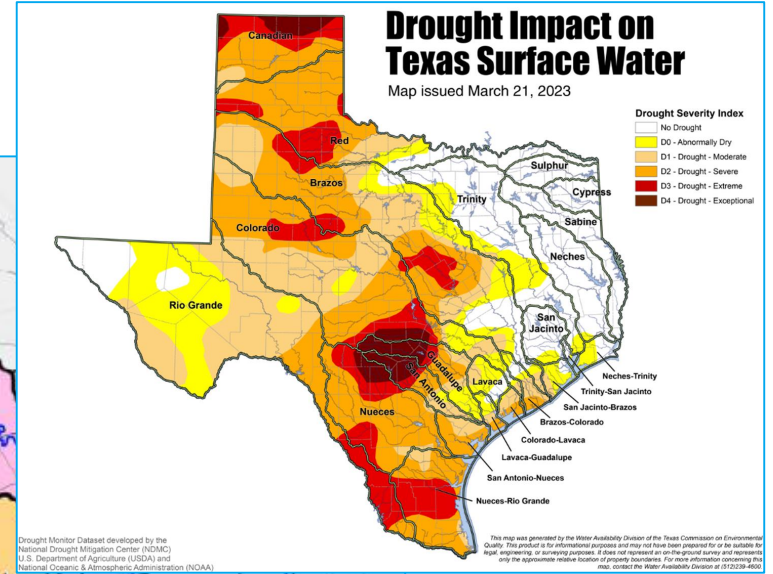 Drought Impact on
Texas Surface Water
Map issued March 21, 2023
Drought Severity Index
No Drought
D0 - Abnormally Dry
D1 - Drought - Moderate
D2 - Drought - Severe
D3 - Drought - Extreme
D4 - Drought - Exceptional
Canadian
Red
Brazos
Sulphur
Cypress
Trinity
Sabine
Colorado
Neches
Rio Grande
San
Jacinto
Guadalupe
San Antonio
Lavaca
Nueces
Neches-Trinity
Trinity-San Jacinto
San Jacinto-Brazos
Brazos-Colorado
Colorado-Lavaca
Lavaca-Guadalupe
San Antonio-Nueces
Nueces-Rio Grande
Drought Monitor Dataset developed by the
National Drought Mitigation Center (NDMC)
U.S. Department of Agriculture (USDA) and
National Oceanic & Atmospheric Administration (NOAA)
This map was generated by the Water Availability Division of the Texas Commission on Environmental
Quality. This product is for informational purposes and may not have been prepared for or be suitable for
legal, engineering, or surveying purposes. It does not represent an on-the-ground survey and represents
only the approximate relative location of property boundaries. For more information concerning this
map, contact the Water Availability Division at (512)239-4600.